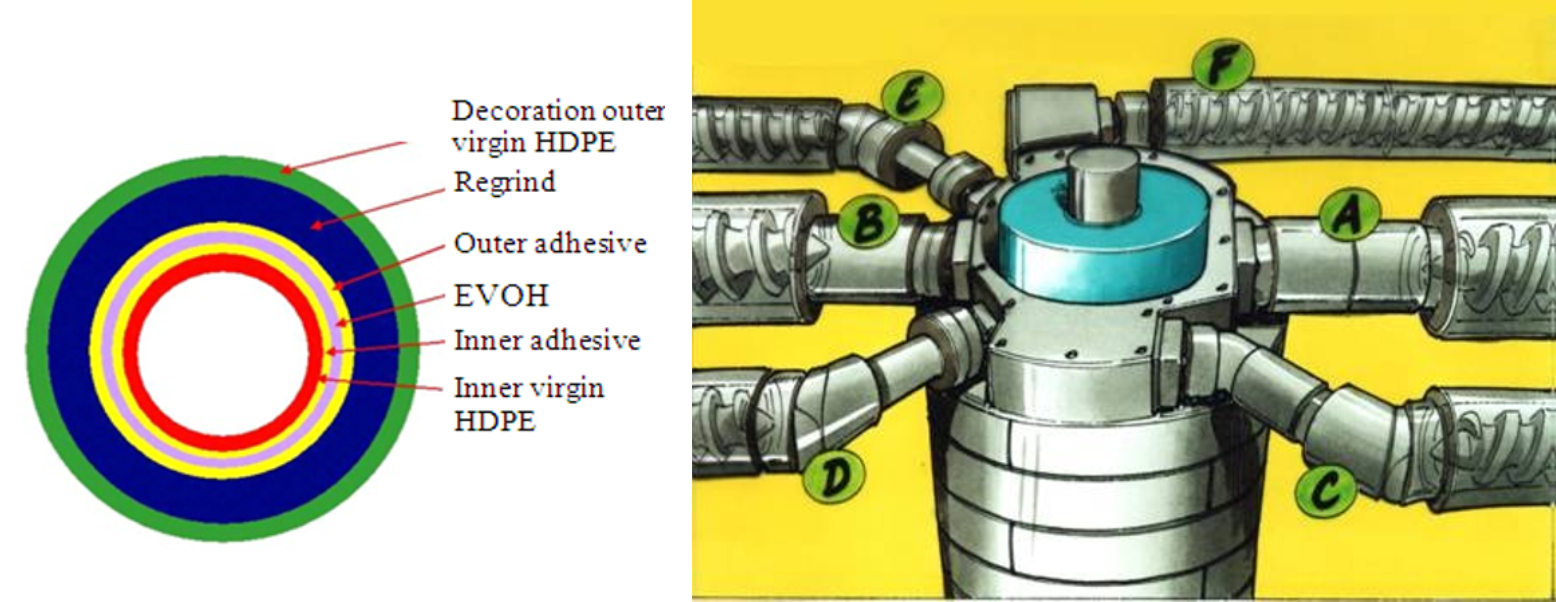 Decoration outer
virgin HDPE
Regrind
Outer adhesive
EVOH
Inner adhesive
Inner virgin
HDPE
E
F
B
A
D
C